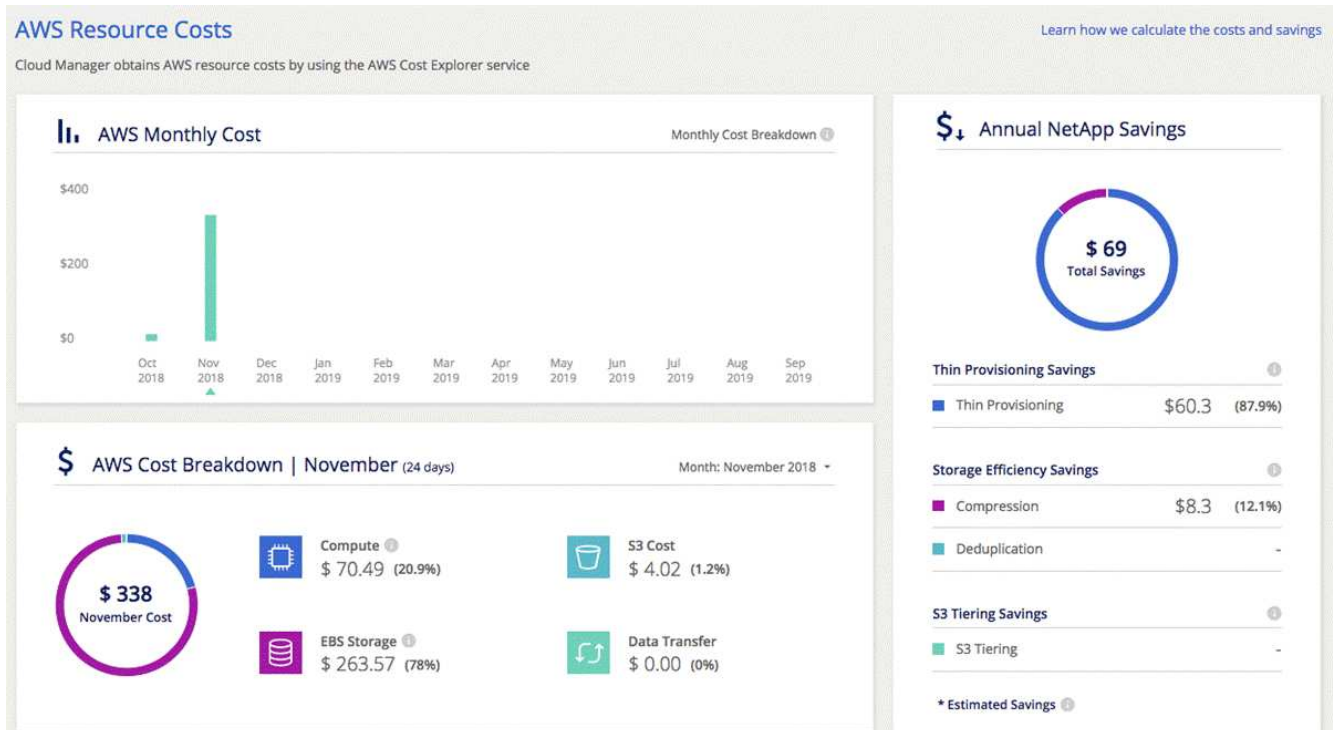 AWS Resource Costs
Learn how we calculate the costs and savings
Cloud Manager obtains AWS resource costs by using the AWS Cost Explorer service
AWS Monthly Cost
Monthly Cost Breakdown
$400
$200
$0
Oct Nov Dec Jan Feb Mar Apr May Jun Jul Aug Sep
2018 2018 2018 2019 2019 2019 2019 2019 2019 2019 2019 2019
$ AWS Cost Breakdown | November (24 days)
Month: November 2018
$ 338
November Cost
Compute
$ 70.49 (20.9%)
S3 Cost
$ 4.02 (1.2%)
EBS Storage
$ 263.57 (78%)
Data Transfer
$ 0.00 (0%)
$ Annual NetApp Savings
$ 69
Total Savings
Thin Provisioning Savings
Thin Provisioning $60.3 (87.9%)
Storage Efficiency Savings
Compression $8.3 (12.1%)
Deduplication -
S3 Tiering Savings
S3 Tiering -
* Estimated Savings